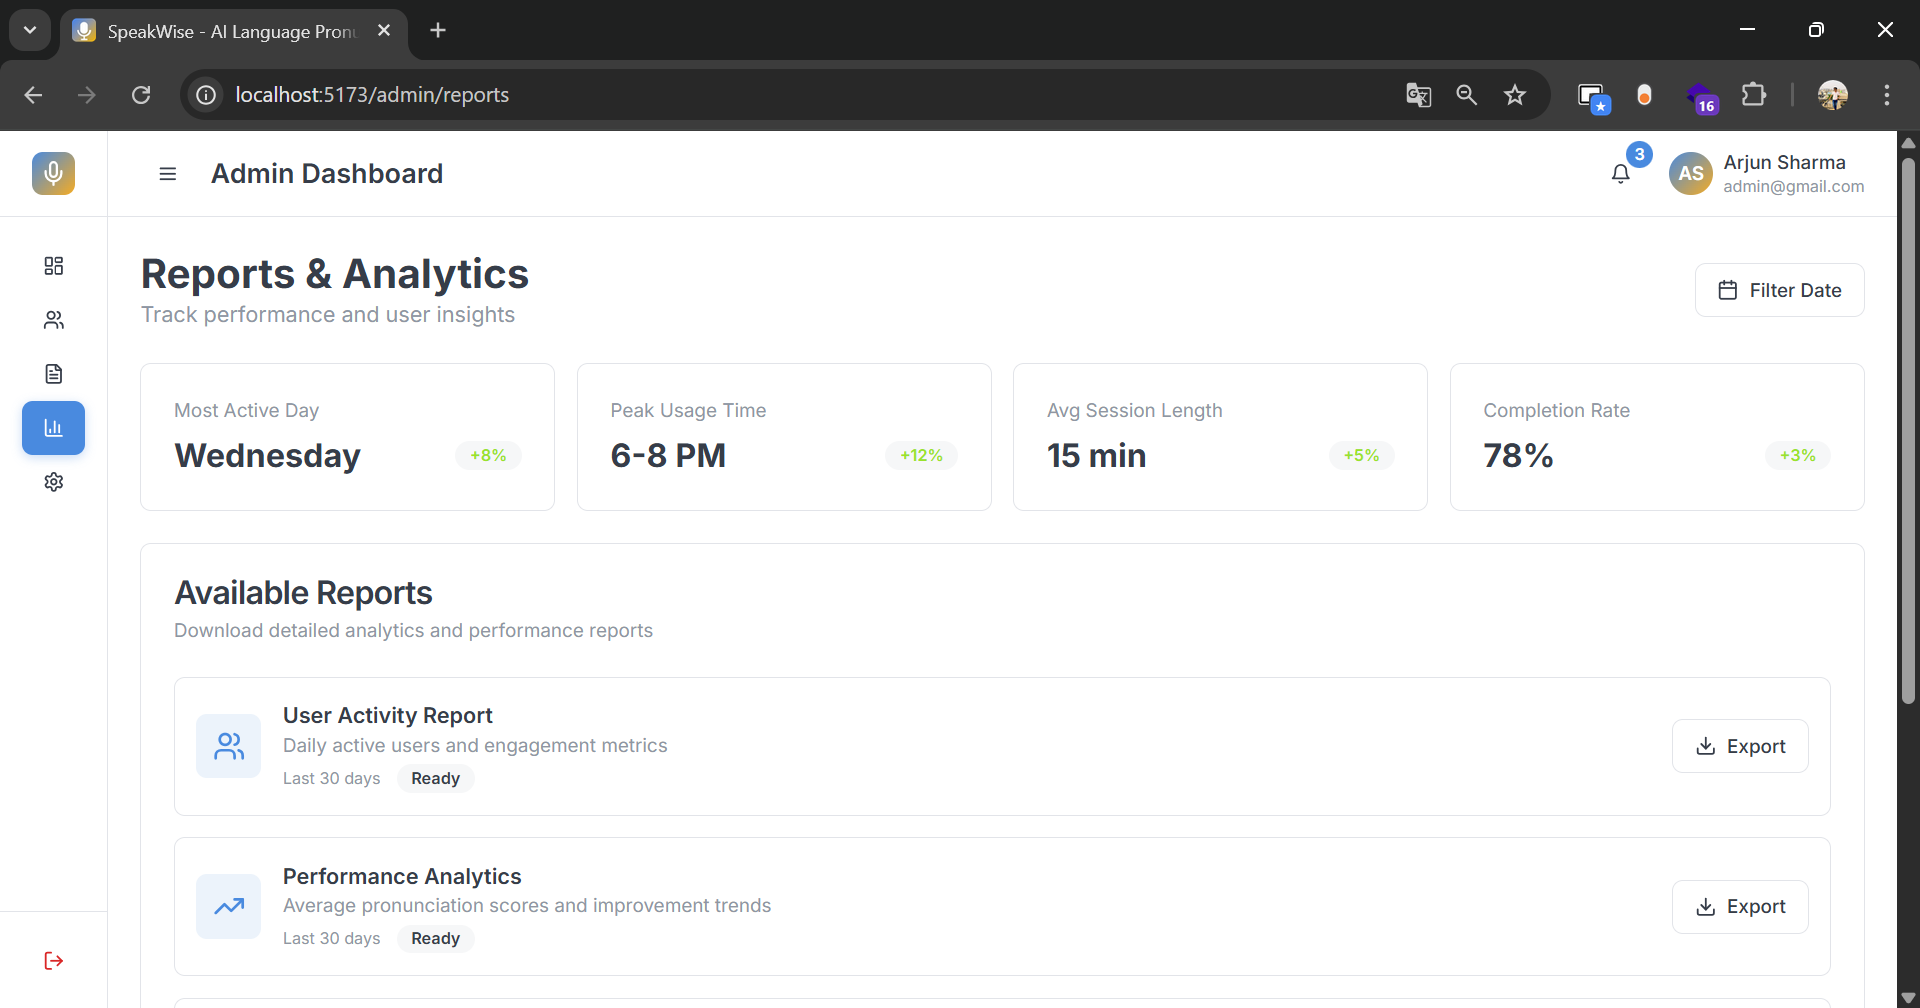 SpeakWise - AI Language Pron
localhost:5173/admin/reports
16
Admin Dashboard
3
AS
Arjun Sharma
admin@gmail.com
Reports & Analytics
Track performance and user insights
Filter Date
Most Active Day
Wednesday
+8%
Peak Usage Time
6-8 PM
+12%
Avg Session Length
15 min
+5%
Completion Rate
78%
+3%
Available Reports
Download detailed analytics and performance reports
User Activity Report
Daily active users and engagement metrics
Last 30 days
Ready
Export
Performance Analytics
Average pronunciation scores and improvement trends
Last 30 days
Ready
Export